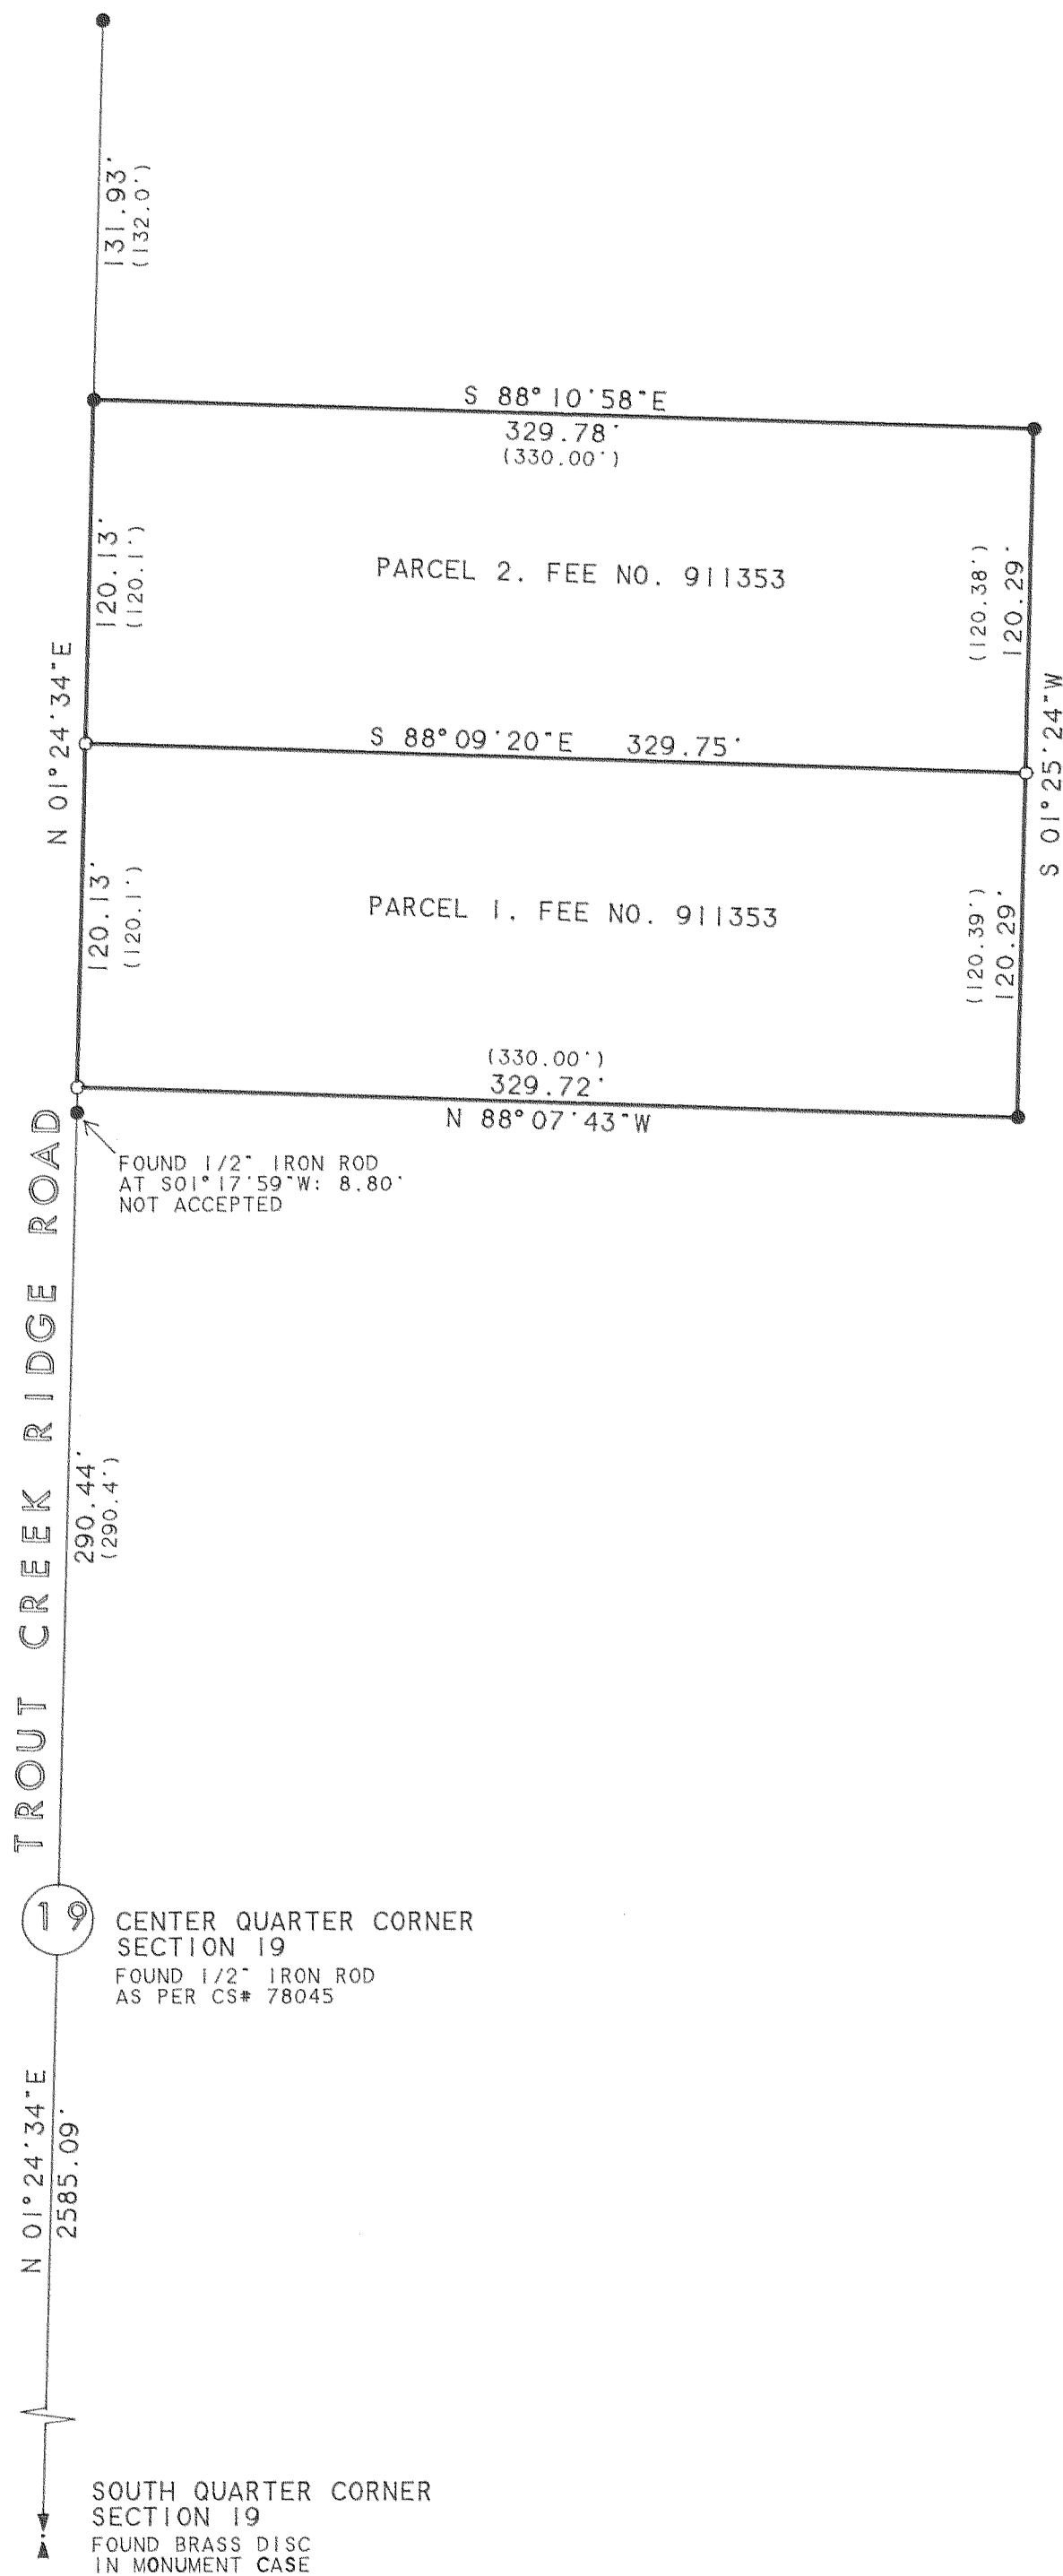 131.93'
(132.0')
S 88°10'58"E
329.78'
(330.00')
120.13'
(120.1')
PARCEL 2, FEE NO. 911353
(120.38')
120.29'
N 01°24'34"E
S 88°09'20"E 329.75'
S 01°25'24"W
120.13'
(120.1')
PARCEL 1, FEE NO. 911353
(120.39')
120.29'
(330.00')
329.72'
N 88°07'43"W
FOUND 1/2" IRON ROD
AT S01°17'59"W: 8.80'
NOT ACCEPTED
TROUT CREEK RIDGE ROAD
290.44'
(290.4')
19
CENTER QUARTER CORNER
SECTION 19
FOUND 1/2" IRON ROD
AS PER CS# 78045
N 01°24'34"E
2585.09'
SOUTH QUARTER CORNER
SECTION 19
FOUND BRASS DISC
IN MONUMENT CASE